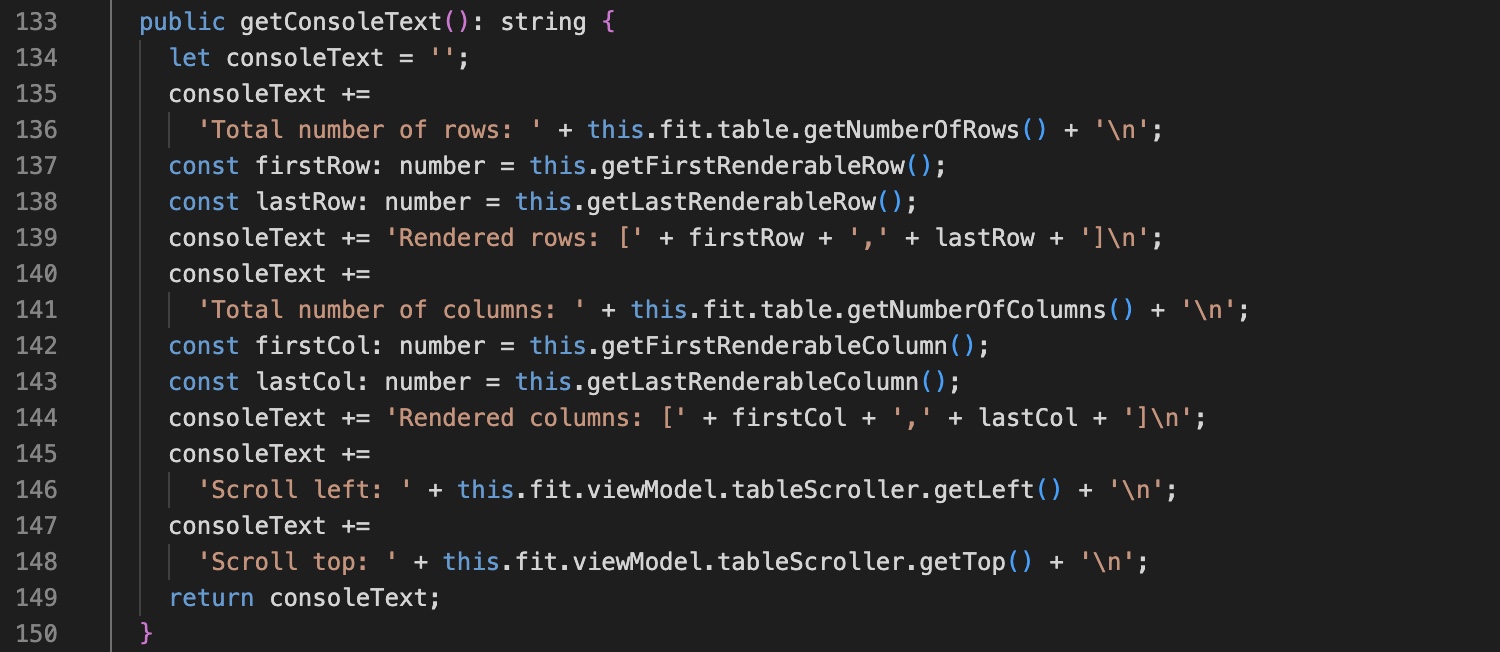 133 public getConsoleText(): string {
134 let consoleText = '';
135 consoleText +=
136 'Total number of rows: ' + this.fit.table.getNumberOfRows() + '\n';
137 const firstRow: number = this.getFirstRenderableRow();
138 const lastRow: number = this.getLastRenderableRow();
139 consoleText += 'Rendered rows: [' + firstRow + ',' + lastRow + ']\n';
140 consoleText +=
141 'Total number of columns: ' + this.fit.table.getNumberOfColumns() + '\n';
142 const firstCol: number = this.getFirstRenderableColumn();
143 const lastCol: number = this.getLastRenderableColumn();
144 consoleText += 'Rendered columns: [' + firstCol + ',' + lastCol + ']\n';
145 consoleText +=
146 'Scroll left: ' + this.fit.viewModel.tableScroller.getLeft() + '\n';
147 consoleText +=
148 'Scroll top: ' + this.fit.viewModel.tableScroller.getTop() + '\n';
149 return consoleText;
150 }